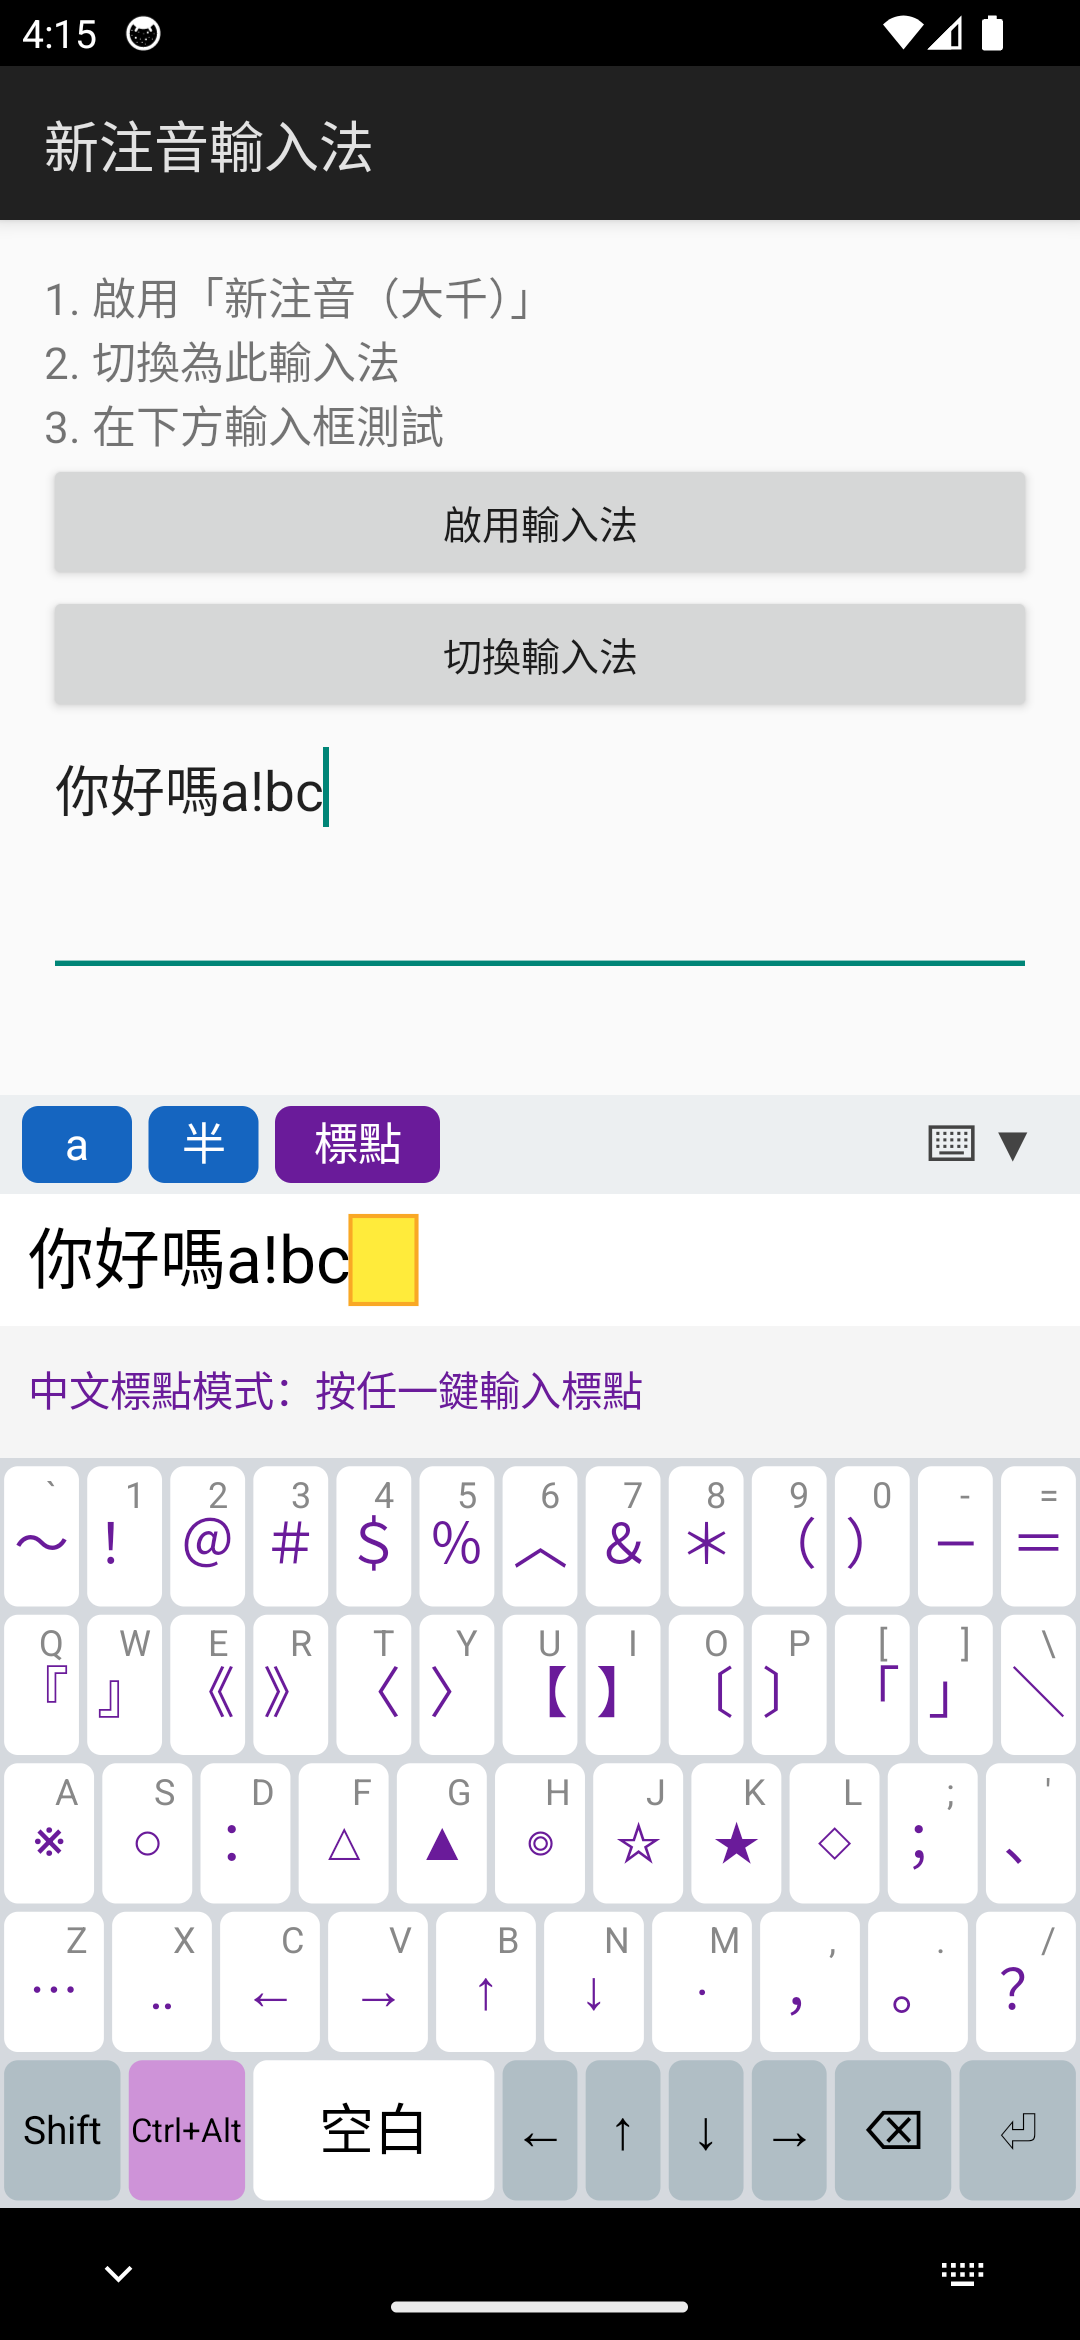 4:15
新注音輸入法
1. 啟用「新注音（大千）」
2. 切換為此輸入法
3. 在下方輸入框測試
啟用輸入法
切換輸入法
你好嗎a!bc
a 半 標點 ▼
你好嗎a!bc
中文標點模式：按任一鍵輸入標點
` 1 2 3 4 5 6 7 8 9 0 - =
～ ！ ＠ ＃ ＄ ％ ︿ ＆ ＊ （ ） － ＝
Q W E R T Y U I O P [ ] \
『 』 《 》 〈 〉 【 】 〔 〕 「 」 ＼
A S D F G H J K L ; '
※ ○ ： △ ▲ ◎ ☆ ★ ◇ ； 、
Z X C V B N M , . /
… ‥ ← → ↑ ↓ · ， 。 ？
Shift Ctrl+Alt 空白 ← ↑ ↓ → ⌫ ⏎